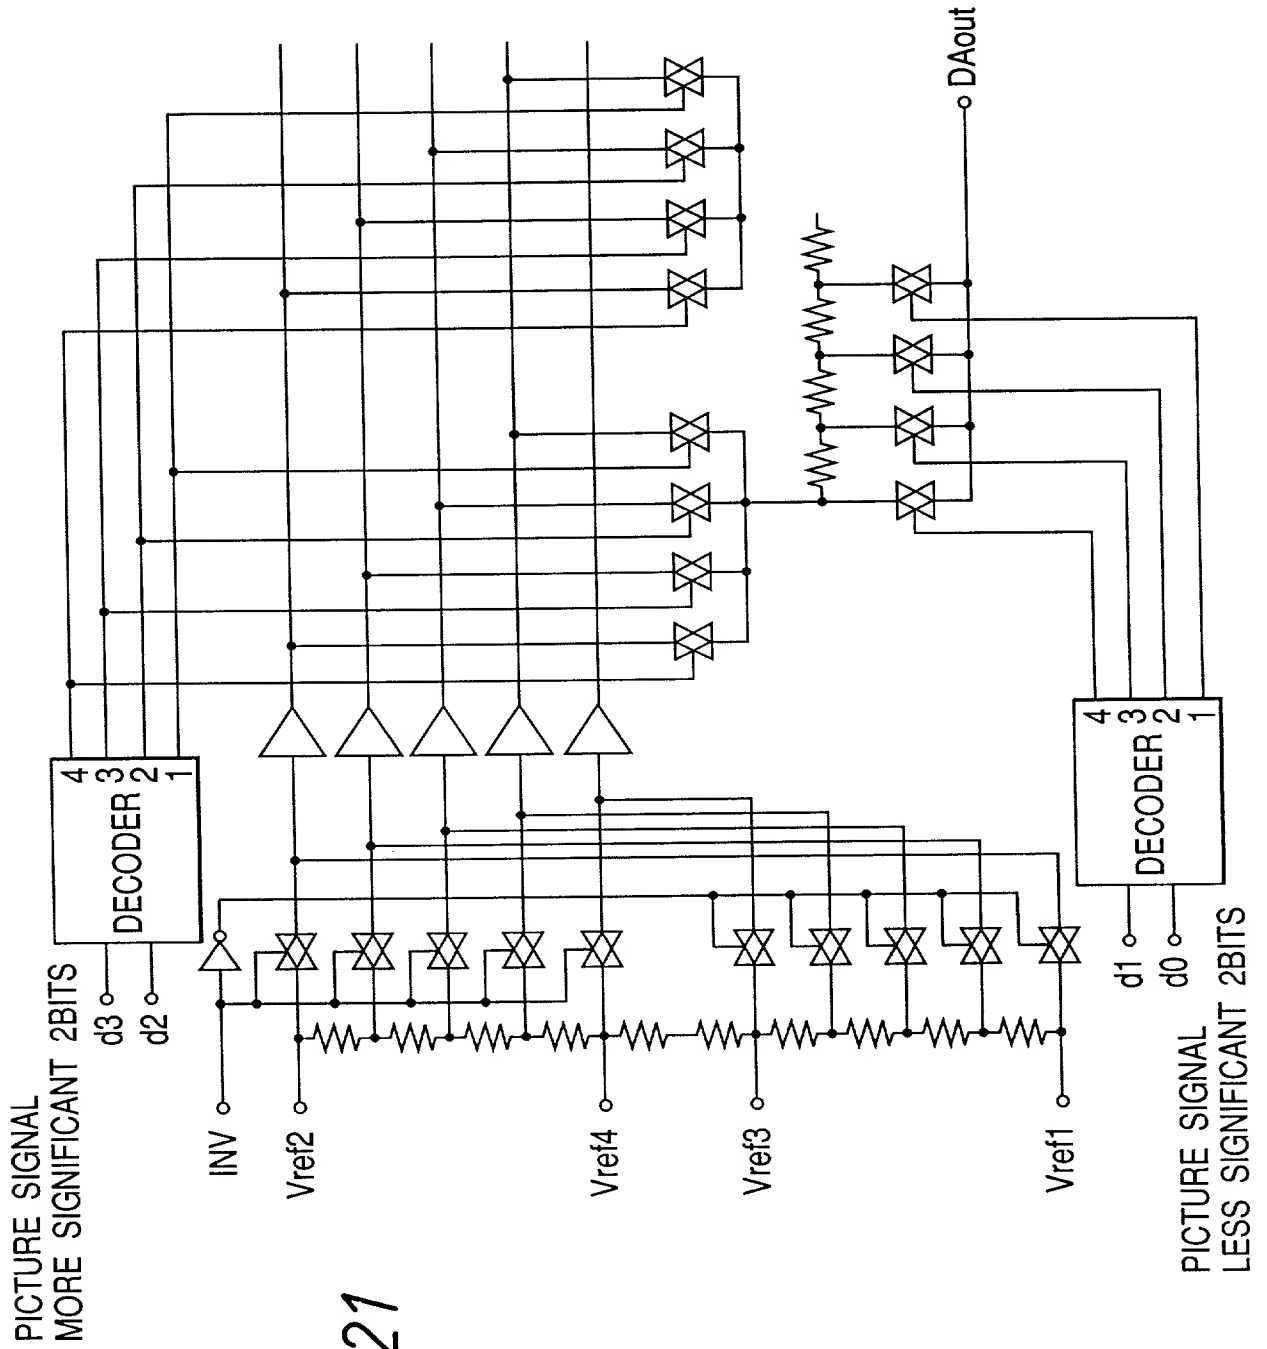 21
PICTURE SIGNAL
MORE SIGNIFICANT 2BITS
d3
d2
DECODER
4
3
2
1
INV
Vref2
Vref4
Vref3
Vref1
PICTURE SIGNAL
LESS SIGNIFICANT 2BITS
d1
d0
DECODER
4
3
2
1
DAout